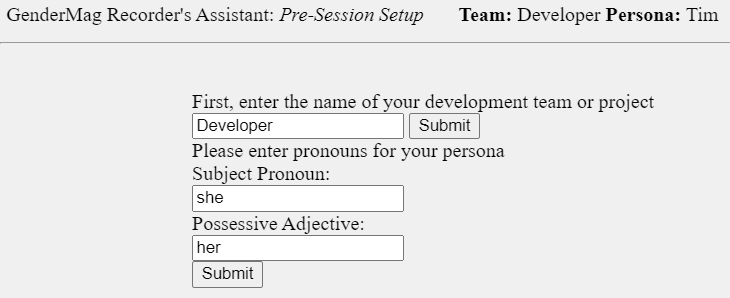 GenderMag Recorder's Assistant: Pre-Session Setup Team: Developer Persona: Tim
First, enter the name of your development team or project
Developer Submit
Please enter pronouns for your persona
Subject Pronoun:
she
Possessive Adjective:
her
Submit